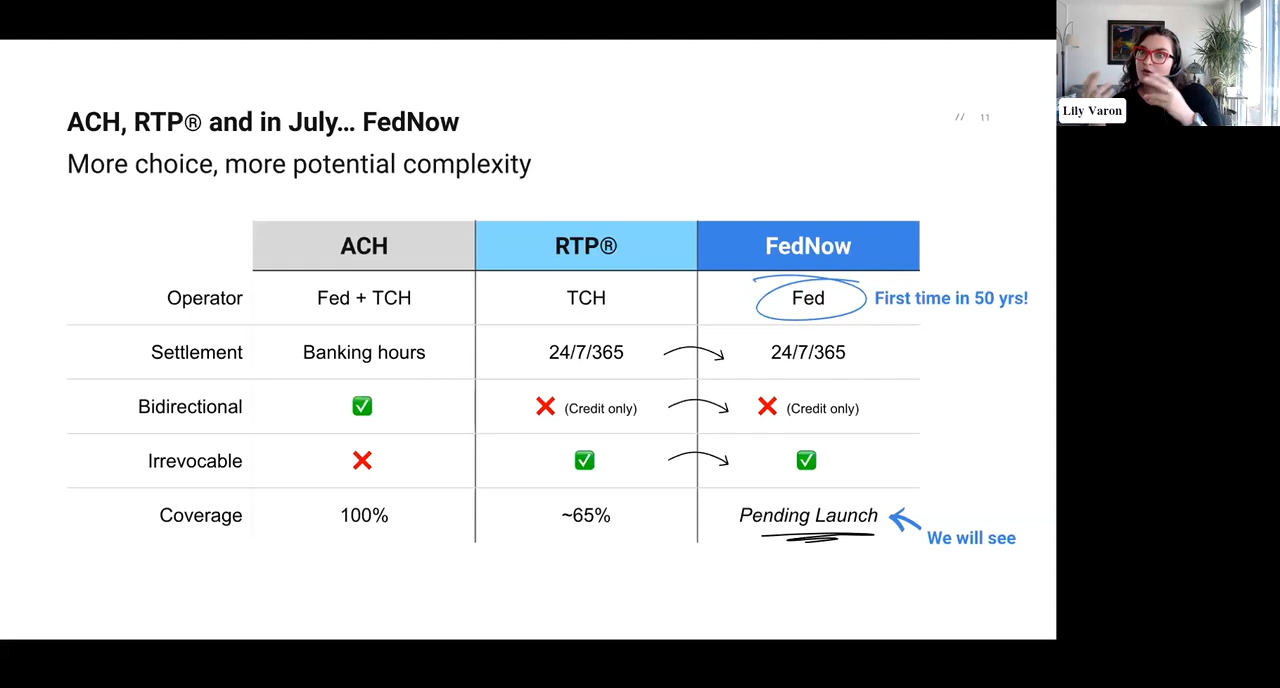 ACH, RTP® and in July... FedNow
// 11
More choice, more potential complexity
ACH RTP® FedNow
Operator Fed + TCH TCH Fed First time in 50 yrs!
Settlement Banking hours 24/7/365 24/7/365
Bidirectional ✅ ❌ (Credit only) ❌ (Credit only)
Irrevocable ❌ ✅ ✅
Coverage 100% ~65% Pending Launch
We will see
Lily Varon